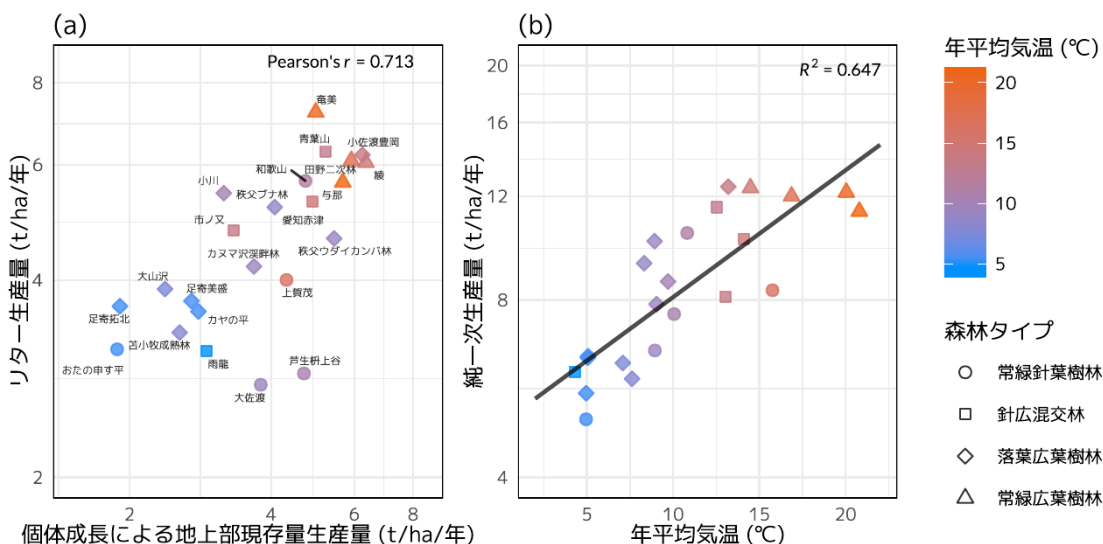 (a)
Pearson's r = 0.713
8
6
4
2
リター生産量 (t/ha/年)
奄美
青葉山
小佐渡豊岡
和歌山
田野二次林
綾
小川
秩父ブナ林
与那
市ノ又
愛知赤津
カヌマ沢渓畔林
秩父ウダイカンバ林
大山沢
足寄美盛
上賀茂
足寄拓北
カヤの平
苫小牧成熟林
雨龍
芦生枡上谷
おたの申す平
大佐渡
2
3
4
5
6
8
個体成長による地上部現存量生産量 (t/ha/年)
(b)
R² = 0.647
20
16
12
8
4
純一次生産量 (t/ha/年)
5
10
15
20
年平均気温 (℃)
年平均気温 (℃)
20
15
10
5
森林タイプ
常緑針葉樹林
針広混交林
落葉広葉樹林
常緑広葉樹林